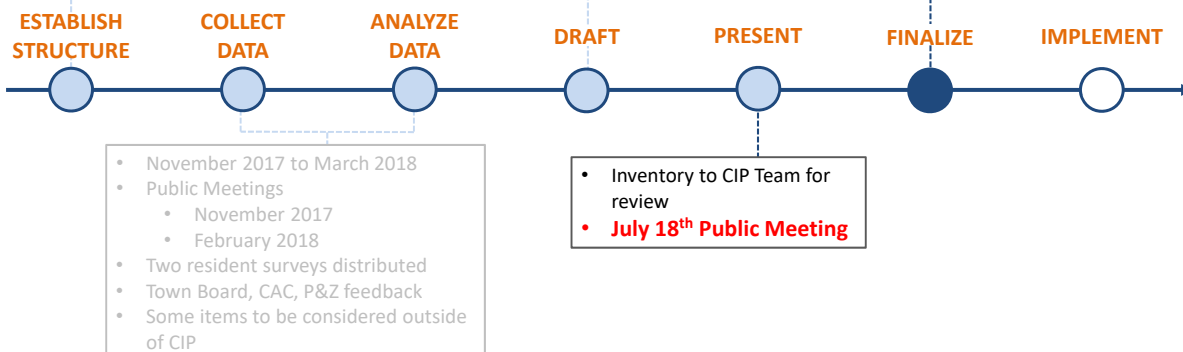 ESTABLISH
STRUCTURE
COLLECT
DATA
ANALYZE
DATA
DRAFT
PRESENT
FINALIZE
IMPLEMENT
• November 2017 to March 2018
• Public Meetings
• November 2017
• February 2018
• Two resident surveys distributed
• Town Board, CAC, P&Z feedback
• Some items to be considered outside
of CIP
• Inventory to CIP Team for
review
• July 18th Public Meeting